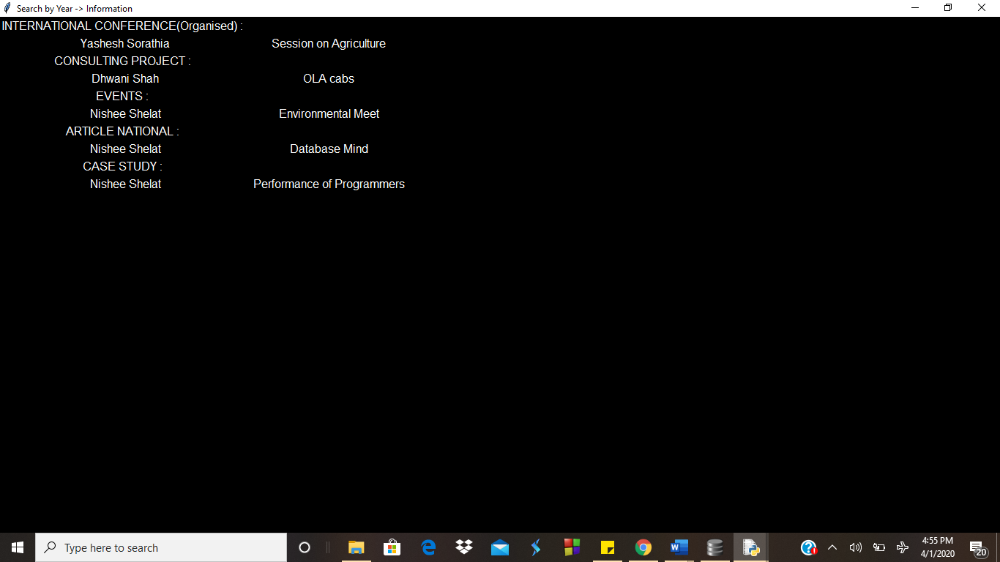 Search by Year -> Information
INTERNATIONAL CONFERENCE(Organised) :
Yashesh Sorathia Session on Agriculture
CONSULTING PROJECT :
Dhwani Shah OLA cabs
EVENTS :
Nishee Shelat Environmental Meet
ARTICLE NATIONAL :
Nishee Shelat Database Mind
CASE STUDY :
Nishee Shelat Performance of Programmers
Type here to search
4:55 PM
4/1/2020
20